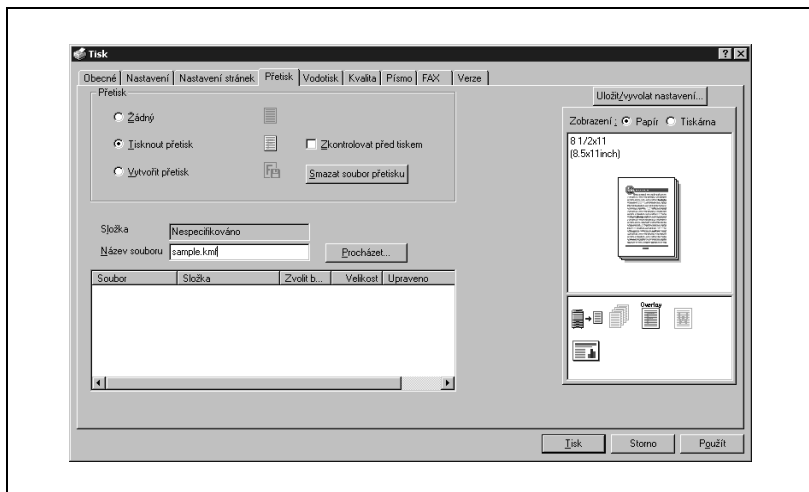 Tisk
Obecné Nastavení Nastavení stránek Přetisk Vodotisk Kvalita Písmo FAX Verze
Přetisk
Žádný
Tisknout přetisk
Zkontrolovat před tiskem
Vytvořit přetisk
Smazat soubor přetisku
Složka
Nespecifikováno
Název souboru
sample.kmf
Procházet...
Soubor Složka Zvolit b... Velikost Upraveno
Uložit/vyvolat nastavení...
Zobrazení : Papír Tiskárna
8 1/2x11
(8.5x11inch)
Overlay
Tisk Storno Použít